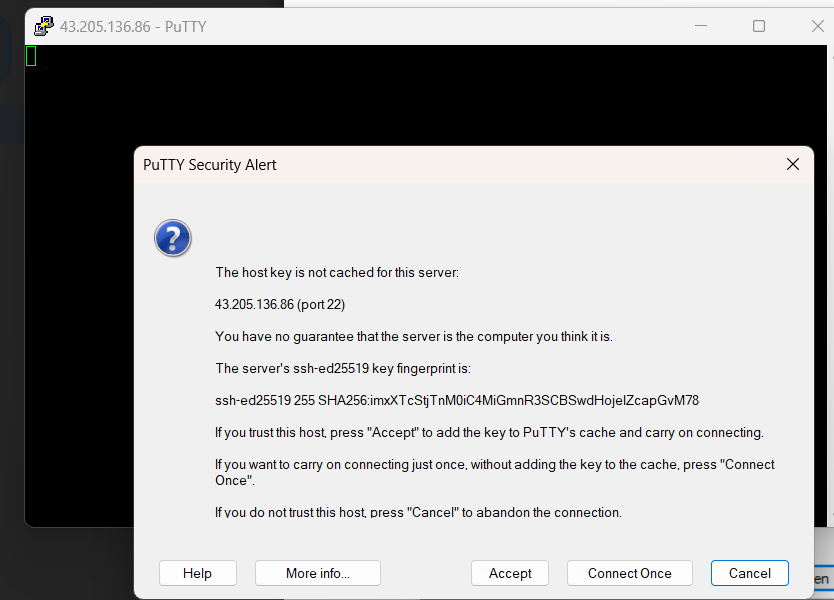 43.205.136.86 - PuTTY
PuTTY Security Alert
The host key is not cached for this server:
43.205.136.86 (port 22)
You have no guarantee that the server is the computer you think it is.
The server's ssh-ed25519 key fingerprint is:
ssh-ed25519 255 SHA256:imxXTcStjTnM0iC4MiGmnR3SCBSwdHojelZcapGvM78
If you trust this host, press "Accept" to add the key to PuTTY's cache and carry on connecting.
If you want to carry on connecting just once, without adding the key to the cache, press "Connect
Once".
If you do not trust this host, press "Cancel" to abandon the connection.
Help
More info...
Accept
Connect Once
Cancel
en